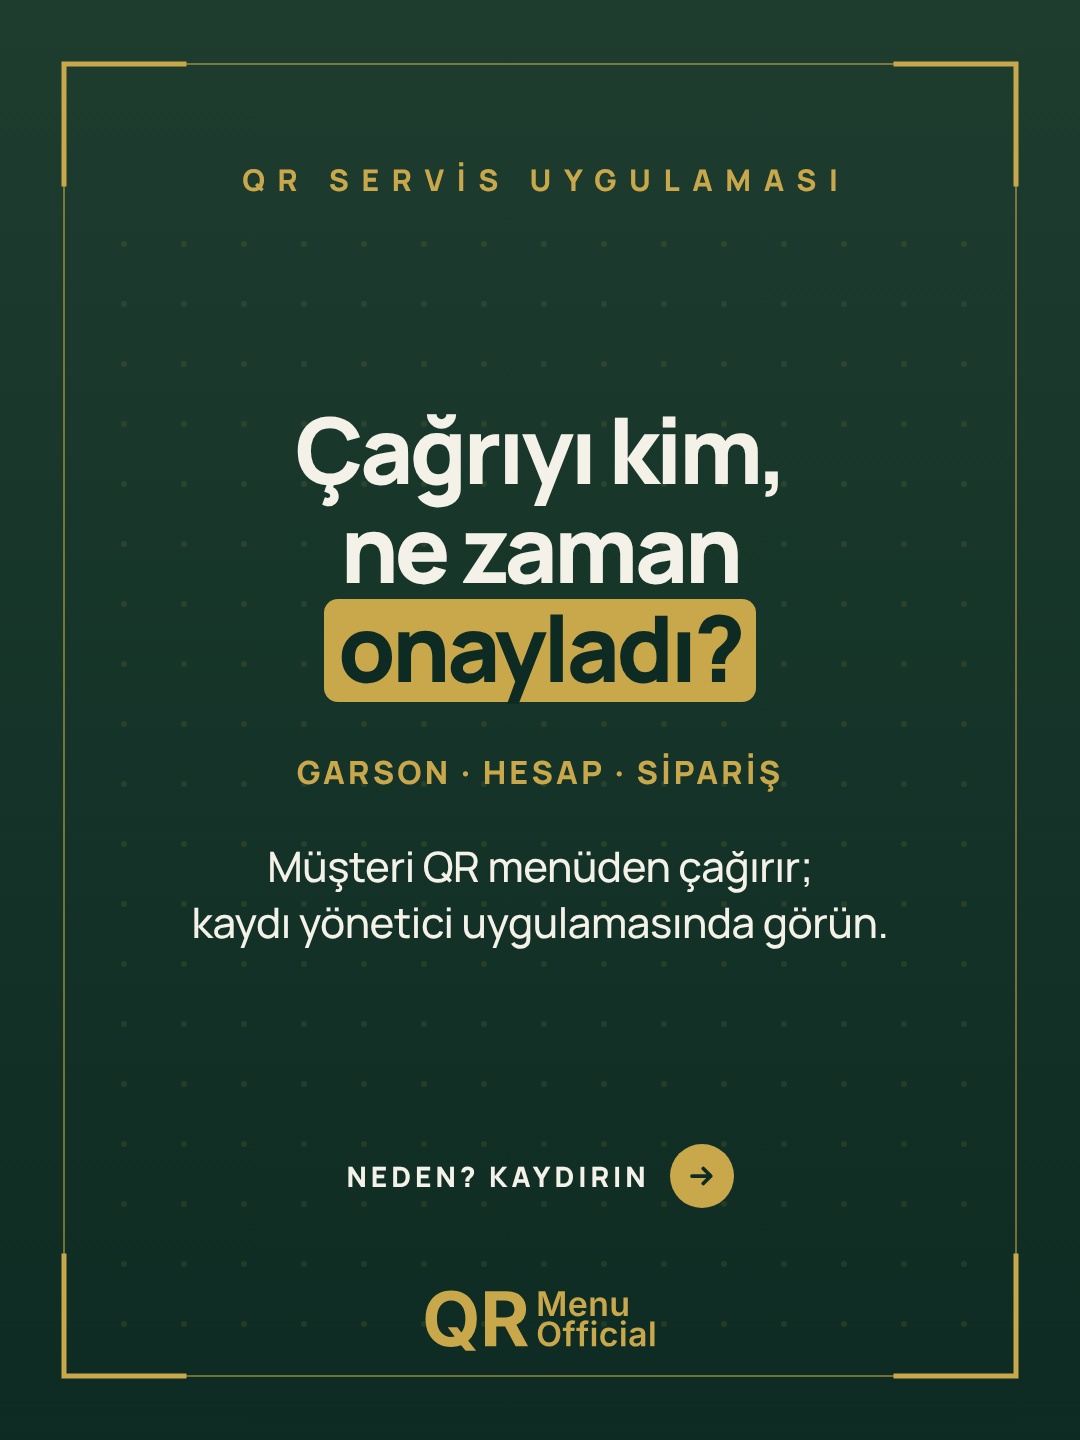 QR SERVİS UYGULAMASI
Çağrıyı kim,
ne zaman
onayladı?
GARSON · HESAP · SİPARİŞ
Müşteri QR menüden çağırır;
kaydı yönetici uygulamasında görün.
NEDEN? KAYDIRIN
QR Menu
Official